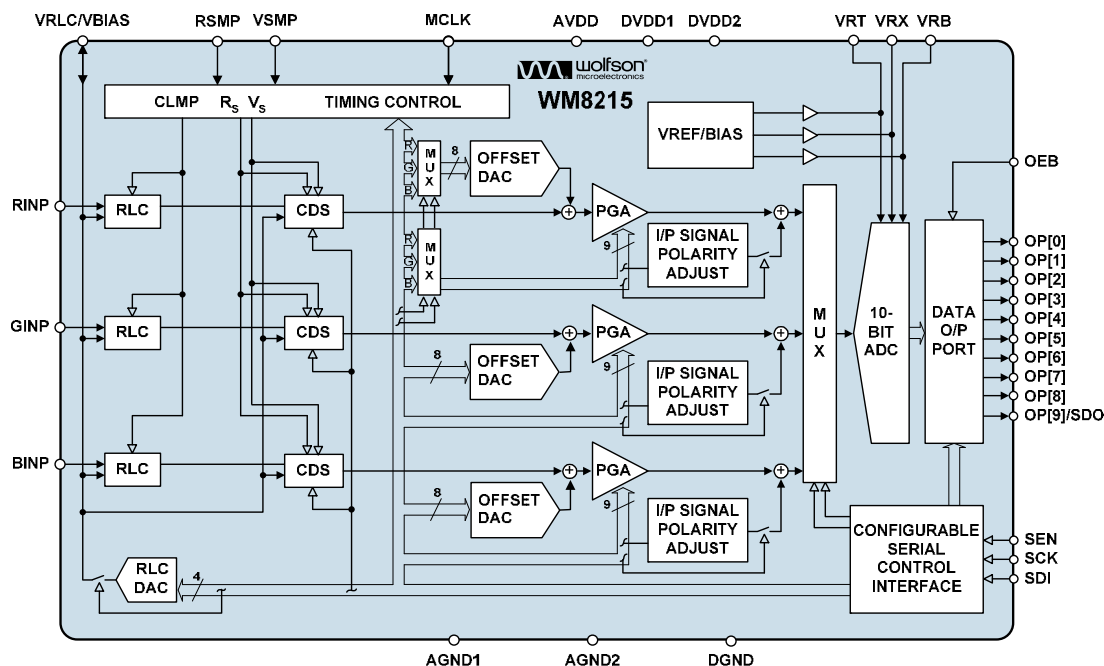 VRLC/VBIAS RSMP VSMP MCLK AVDD DVDD1 DVDD2 VRT VRX VRB
wolfson®
microelectronics
WM8215
CLMP RS VS TIMING CONTROL
VREF/BIAS
OEB
R
G
B
MUX
8
OFFSET
DAC
RINP
RLC
CDS
+
PGA
+
I/P SIGNAL
POLARITY
ADJUST
9
R
G
B
MUX
GINP
RLC
CDS
+
PGA
+
8
OFFSET
DAC
9
I/P SIGNAL
POLARITY
ADJUST
BINP
RLC
CDS
+
PGA
+
8
OFFSET
DAC
9
I/P SIGNAL
POLARITY
ADJUST
MUX
10-
BIT
ADC
DATA
O/P
PORT
OP[0]
OP[1]
OP[2]
OP[3]
OP[4]
OP[5]
OP[6]
OP[7]
OP[8]
OP[9]/SDO
RLC
DAC
4
CONFIGURABLE
SERIAL
CONTROL
INTERFACE
SEN
SCK
SDI
AGND1 AGND2 DGND